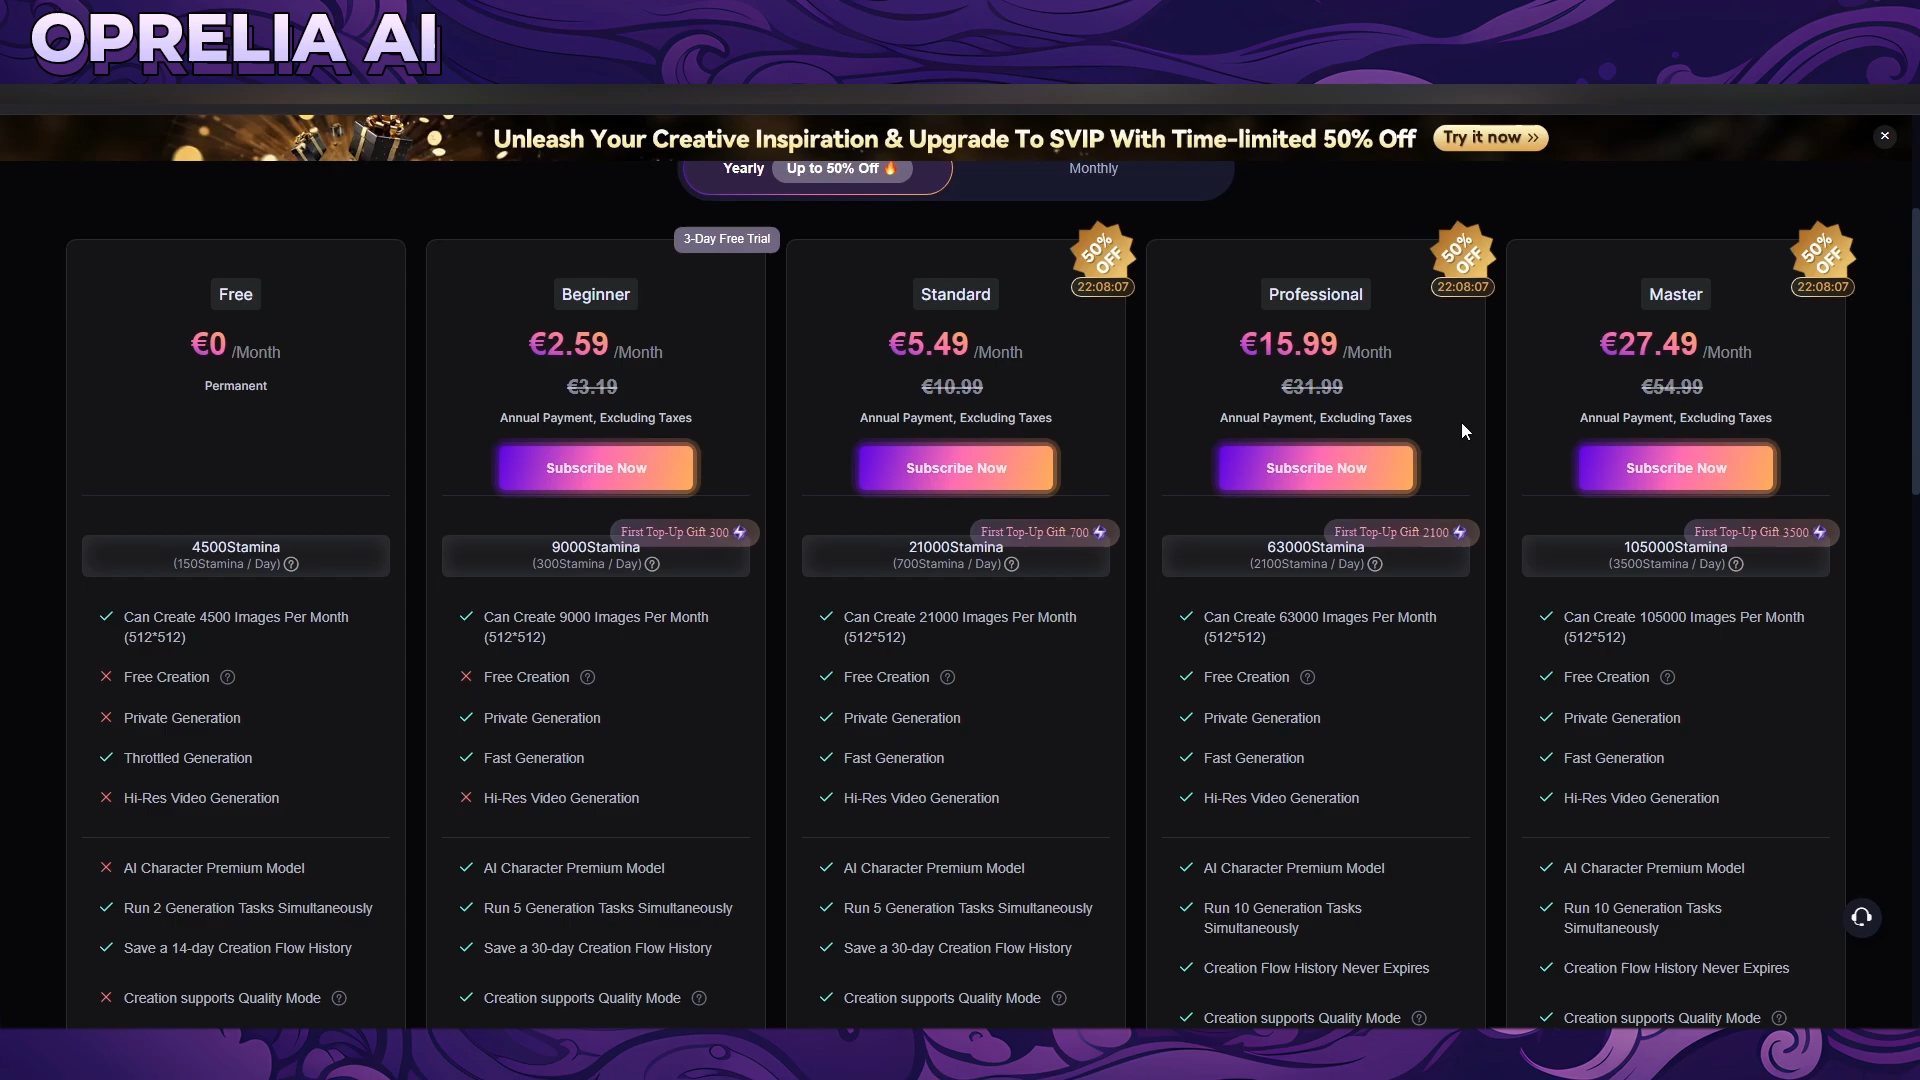 OPRELIA AI
Unleash Your Creative Inspiration & Upgrade To SVIP With Time-limited 50% Off
Try it now >>
Yearly
Up to 50% Off 🔥
Monthly
Free
€0 /Month
Permanent
4500Stamina
(150Stamina / Day)
Can Create 4500 Images Per Month
(512*512)
Free Creation
Private Generation
Throttled Generation
Hi-Res Video Generation
AI Character Premium Model
Run 2 Generation Tasks Simultaneously
Save a 14-day Creation Flow History
Creation supports Quality Mode
3-Day Free Trial
Beginner
€2.59 /Month
€3.19
Annual Payment, Excluding Taxes
Subscribe Now
First Top-Up Gift 300
9000Stamina
(300Stamina / Day)
Can Create 9000 Images Per Month
(512*512)
Free Creation
Private Generation
Fast Generation
Hi-Res Video Generation
AI Character Premium Model
Run 5 Generation Tasks Simultaneously
Save a 30-day Creation Flow History
Creation supports Quality Mode
50%
OFF
22:08:07
Standard
€5.49 /Month
€10.99
Annual Payment, Excluding Taxes
Subscribe Now
First Top-Up Gift 700
21000Stamina
(700Stamina / Day)
Can Create 21000 Images Per Month
(512*512)
Free Creation
Private Generation
Fast Generation
Hi-Res Video Generation
AI Character Premium Model
Run 5 Generation Tasks Simultaneously
Save a 30-day Creation Flow History
Creation supports Quality Mode
50%
OFF
22:08:07
Professional
€15.99 /Month
€31.99
Annual Payment, Excluding Taxes
Subscribe Now
First Top-Up Gift 2100
63000Stamina
(2100Stamina / Day)
Can Create 63000 Images Per Month
(512*512)
Free Creation
Private Generation
Fast Generation
Hi-Res Video Generation
AI Character Premium Model
Run 10 Generation Tasks
Simultaneously
Creation Flow History Never Expires
Creation supports Quality Mode
50%
OFF
22:08:07
Master
€27.49 /Month
€54.99
Annual Payment, Excluding Taxes
Subscribe Now
First Top-Up Gift 3500
105000Stamina
(3500Stamina / Day)
Can Create 105000 Images Per Month
(512*512)
Free Creation
Private Generation
Fast Generation
Hi-Res Video Generation
AI Character Premium Model
Run 10 Generation Tasks
Simultaneously
Creation Flow History Never Expires
Creation supports Quality Mode